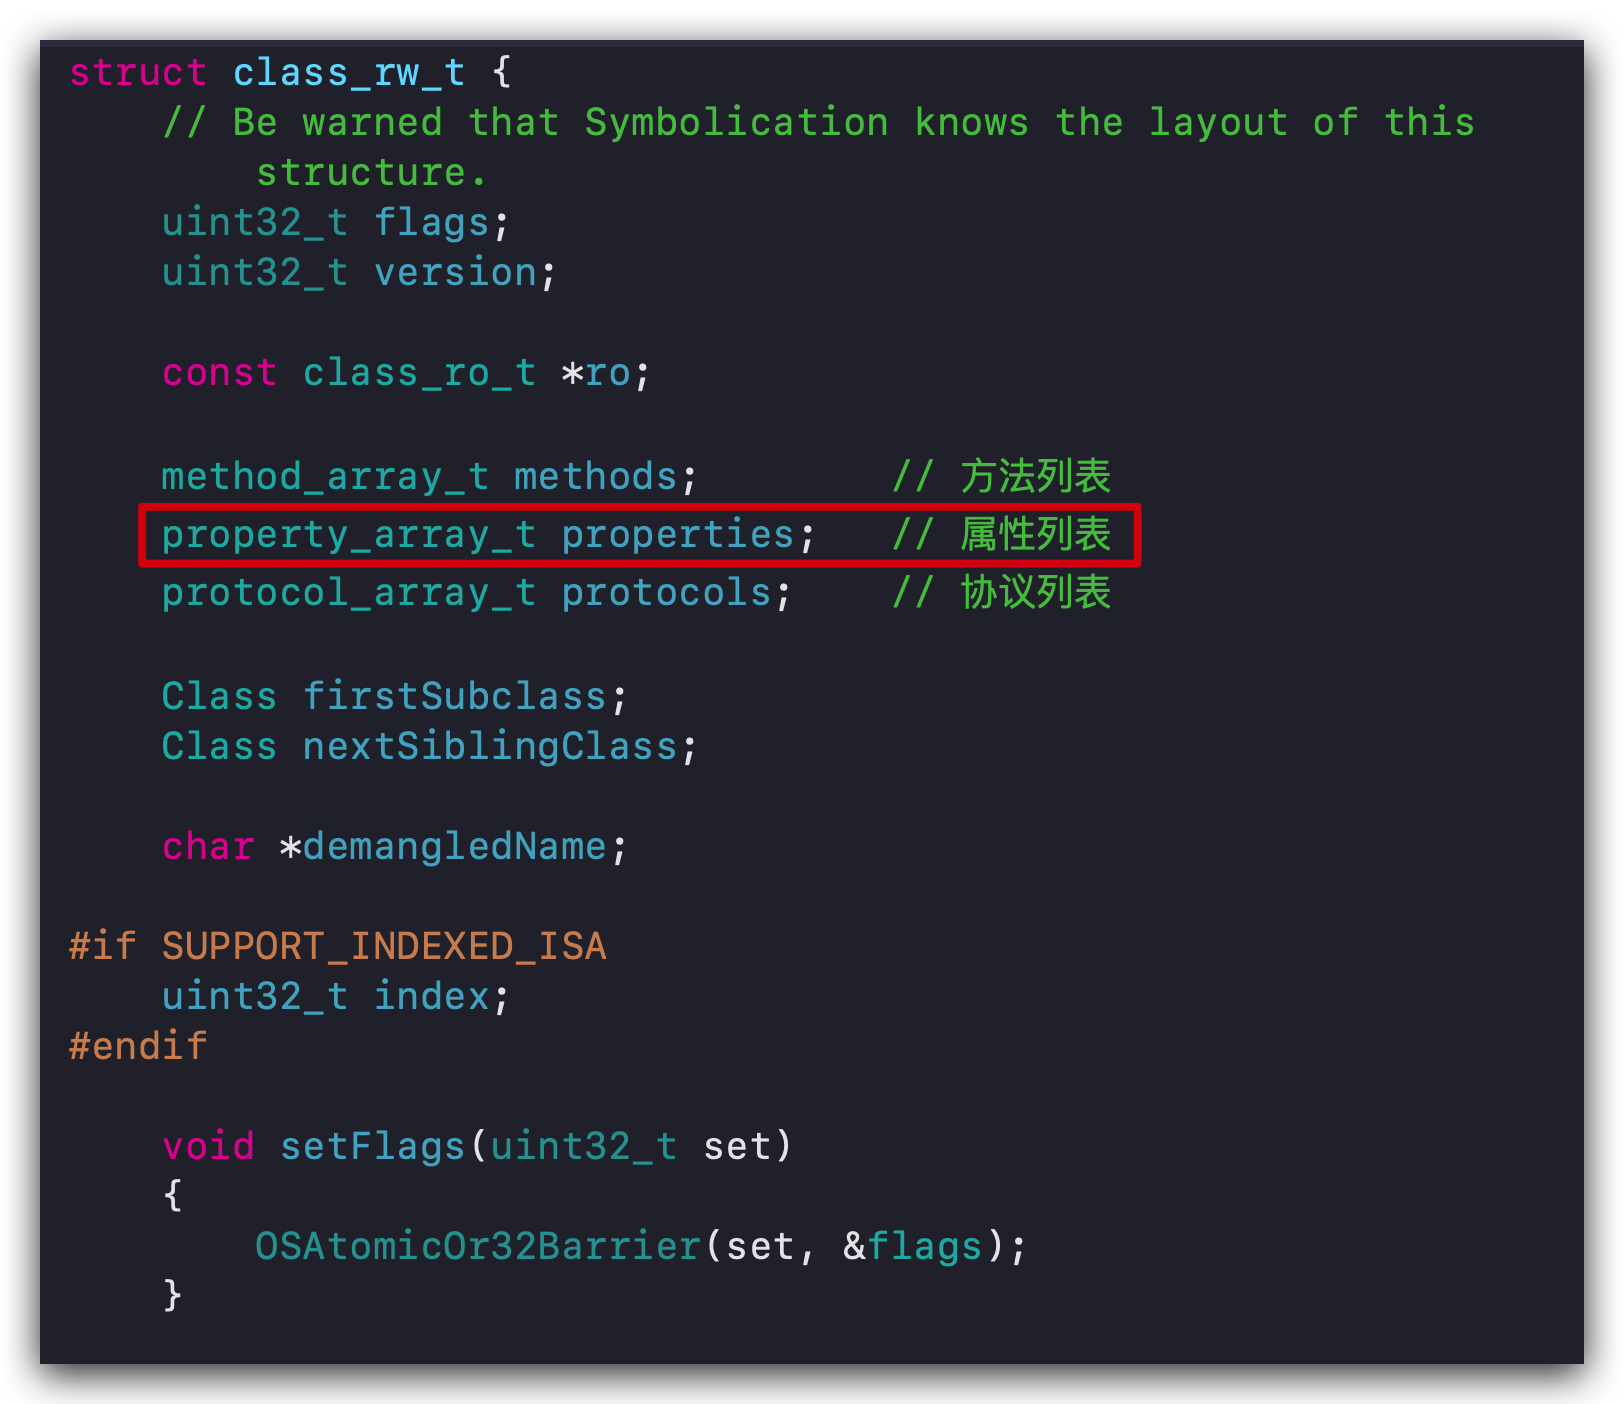 struct class_rw_t {
// Be warned that Symbolication knows the layout of this
structure.
uint32_t flags;
uint32_t version;
const class_ro_t *ro;
method_array_t methods; // 方法列表
property_array_t properties; // 属性列表
protocol_array_t protocols; // 协议列表
Class firstSubclass;
Class nextSiblingClass;
char *demangledName;
#if SUPPORT_INDEXED_ISA
uint32_t index;
#endif
void setFlags(uint32_t set)
{
OSAtomicOr32Barrier(set, &flags);
}